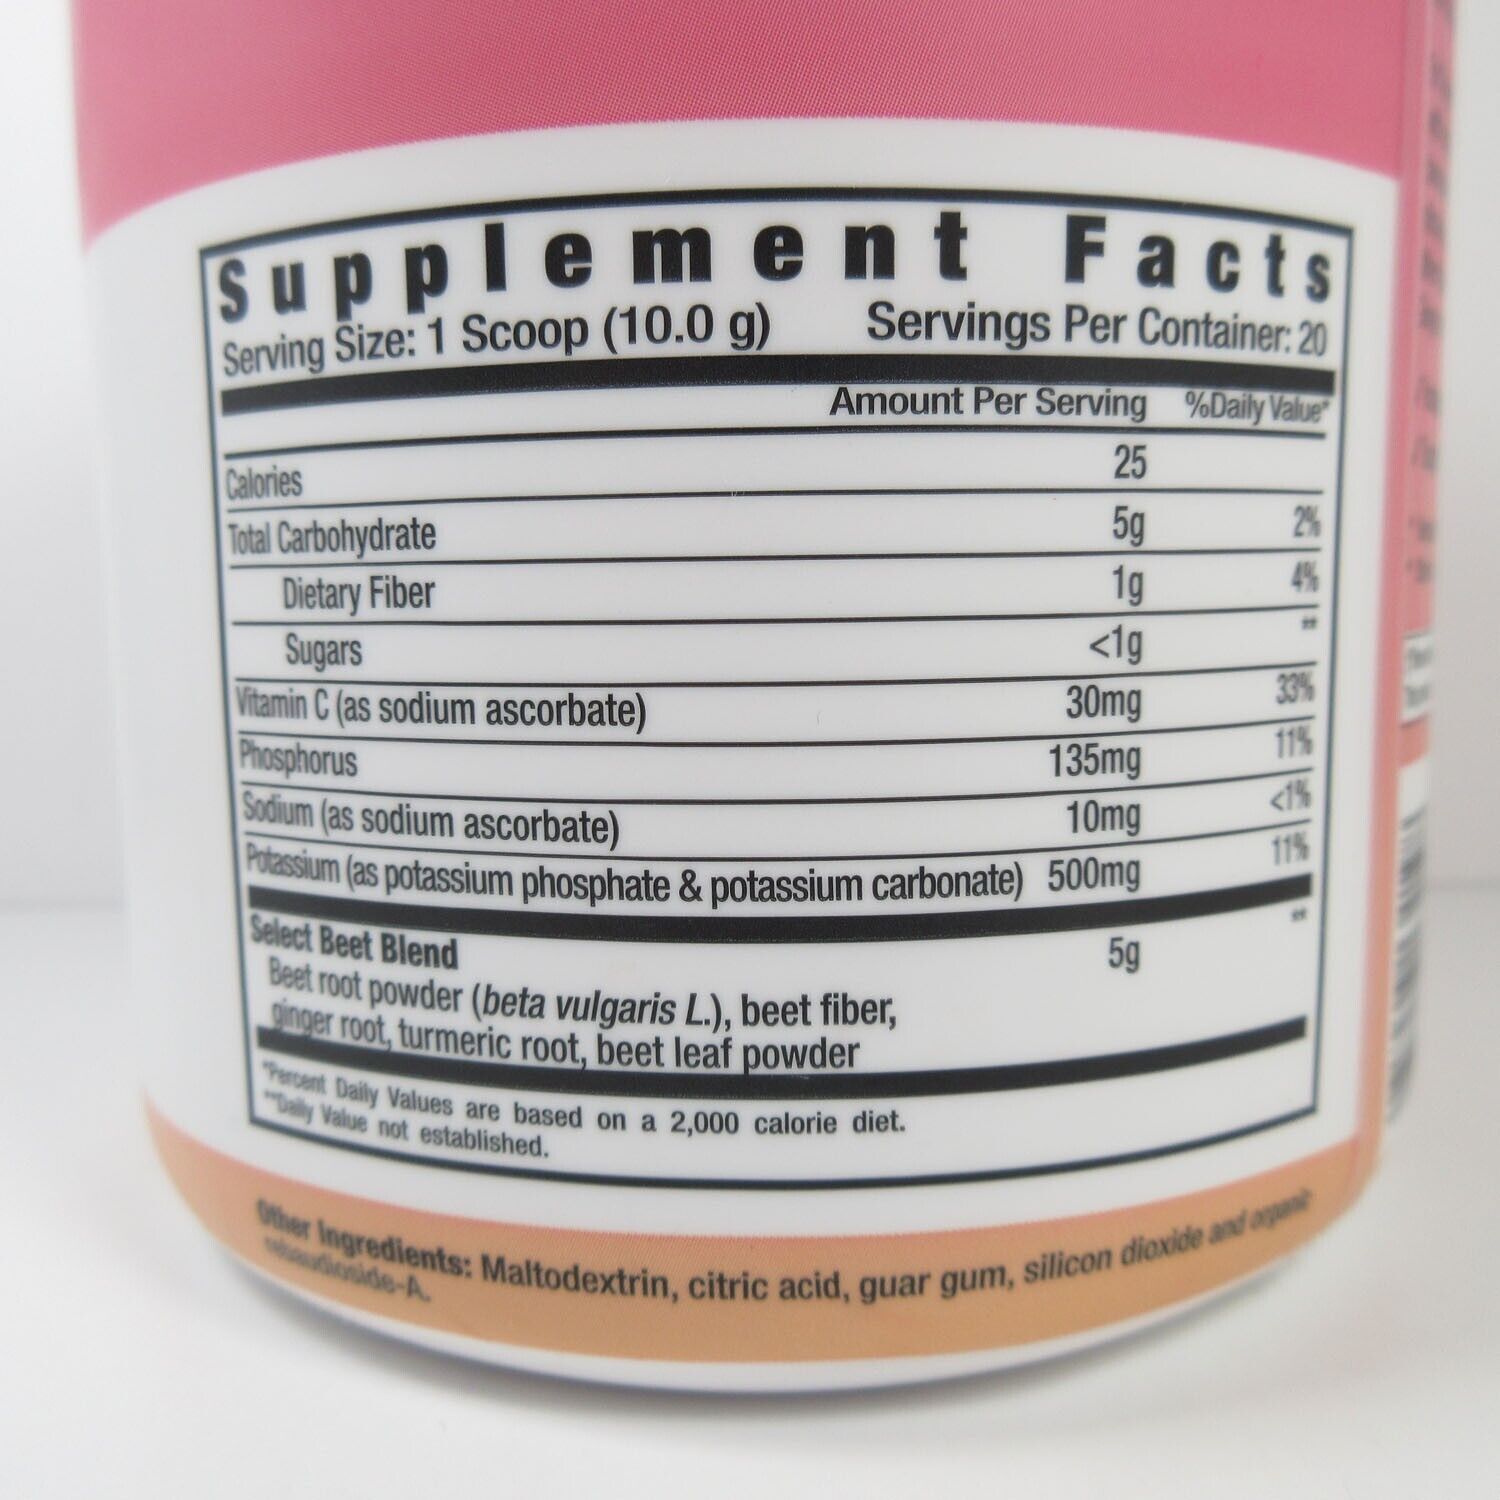 Supplement Facts
Serving Size: 1 Scoop (10.0 g) Servings Per Container: 20
Amount Per Serving %Daily Value*
Calories 25
Total Carbohydrate 5g 2%
Dietary Fiber 1g 4%
Sugars <1g **
Vitamin C (as sodium ascorbate) 30mg 33%
Phosphorus 135mg 11%
Sodium (as sodium ascorbate) 10mg <1%
Potassium (as potassium phosphate & potassium carbonate) 500mg 11%
Select Beet Blend 5g **
Beet root powder (beta vulgaris L.), beet fiber,
ginger root, turmeric root, beet leaf powder
*Percent Daily Values are based on a 2,000 calorie diet.
**Daily Value not established.
Other Ingredients: Maltodextrin, citric acid, guar gum, silicon dioxide and organic
rebaudioside-A.